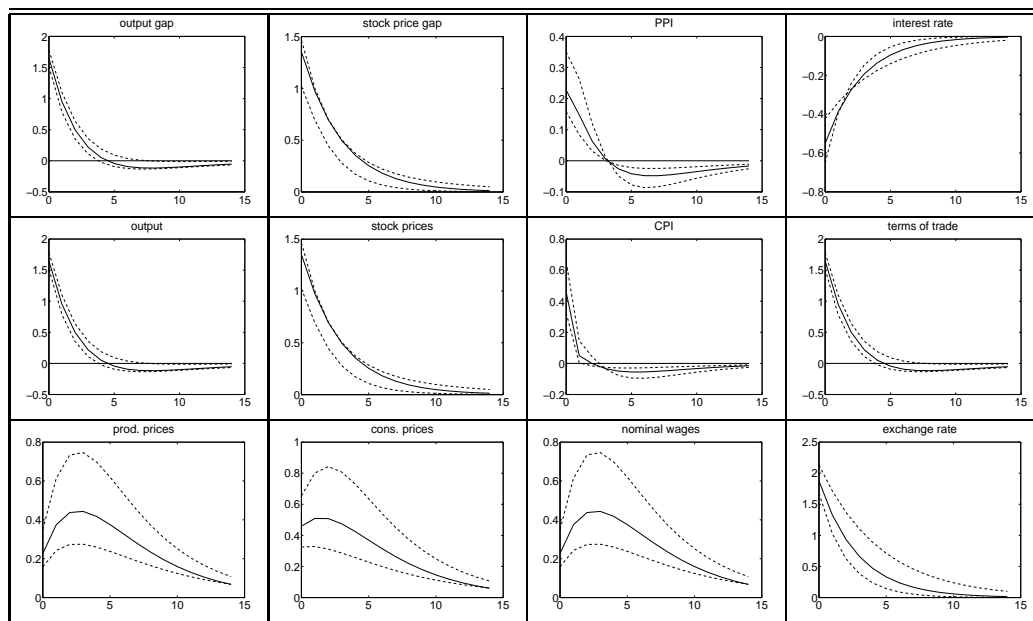 output gap
2
1.5
1
0.5
0
−0.5
0 5 10 15
stock price gap
1.5
1
0.5
0
0 5 10 15
PPI
0.4
0.3
0.2
0.1
0
−0.1
0 5 10 15
interest rate
0
−0.2
−0.4
−0.6
−0.8
0 5 10 15
output
2
1.5
1
0.5
0
−0.5
0 5 10 15
stock prices
1.5
1
0.5
0
0 5 10 15
CPI
0.8
0.6
0.4
0.2
0
−0.2
0 5 10 15
terms of trade
2
1.5
1
0.5
0
−0.5
0 5 10 15
prod. prices
0.8
0.6
0.4
0.2
0
0 5 10 15
cons. prices
1
0.8
0.6
0.4
0.2
0
0 5 10 15
nominal wages
0.8
0.6
0.4
0.2
0
0 5 10 15
exchange rate
2.5
2
1.5
1
0.5
0
0 5 10 15